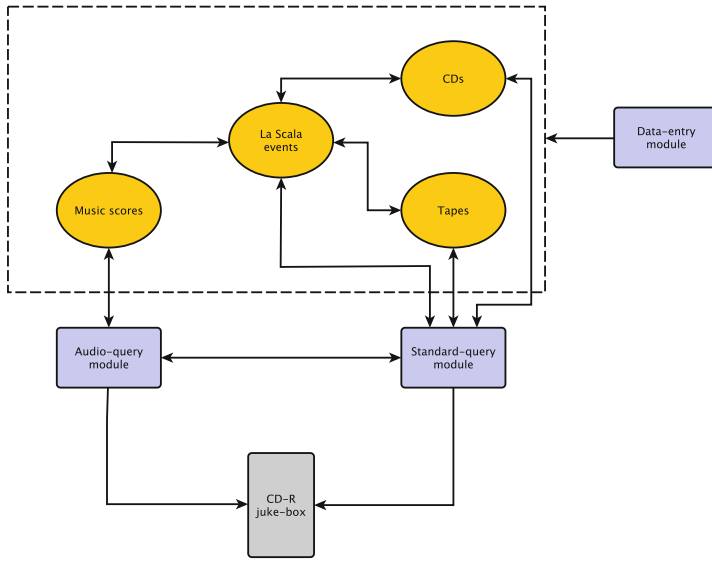 CDs
La Scala
events
Data-entry
module
Music scores
Tapes
Audio-query
module
Standard-query
module
CD-R
juke-box